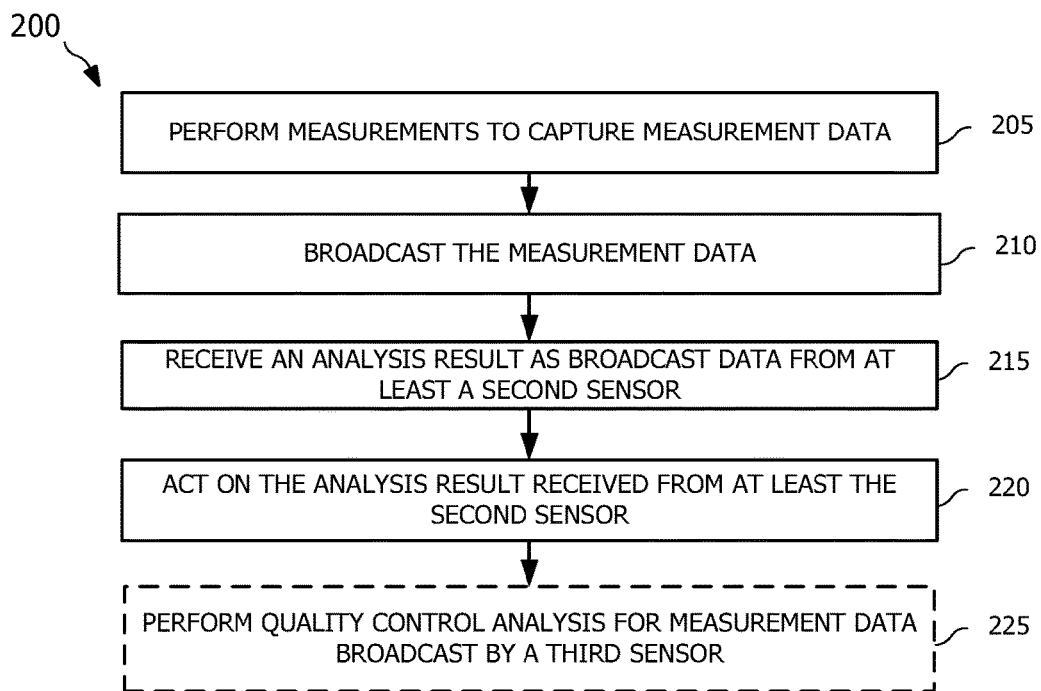 200
PERFORM MEASUREMENTS TO CAPTURE MEASUREMENT DATA
205
BROADCAST THE MEASUREMENT DATA
210
RECEIVE AN ANALYSIS RESULT AS BROADCAST DATA FROM AT
LEAST A SECOND SENSOR
215
ACT ON THE ANALYSIS RESULT RECEIVED FROM AT LEAST THE
SECOND SENSOR
220
PERFORM QUALITY CONTROL ANALYSIS FOR MEASUREMENT DATA
BROADCAST BY A THIRD SENSOR
225